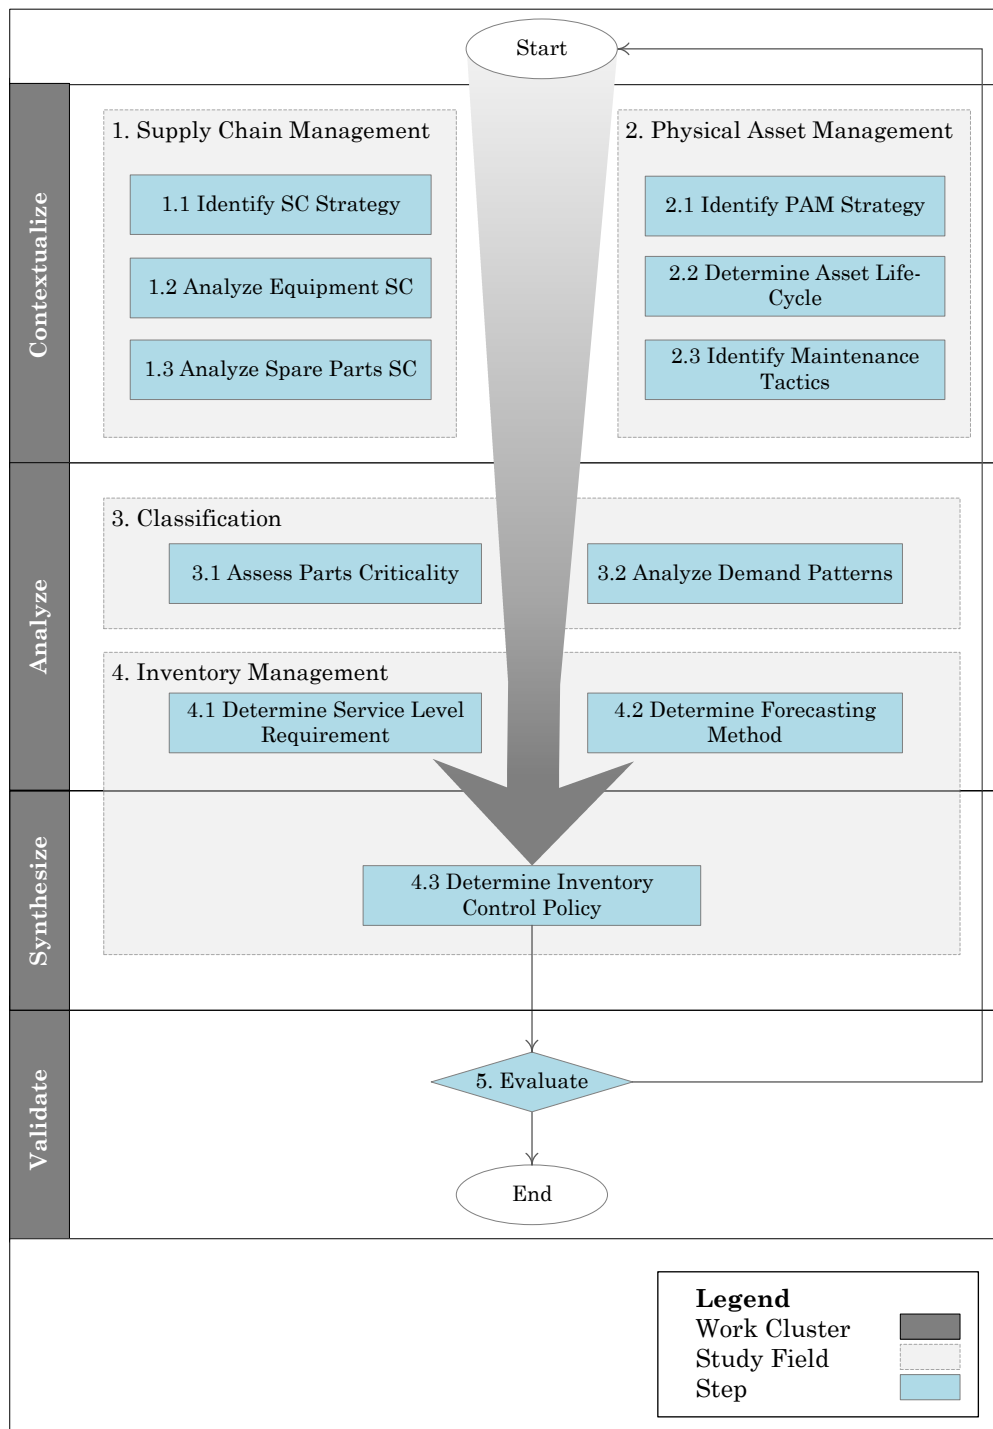 Start
Contextualize
1. Supply Chain Management
1.1 Identify SC Strategy
1.2 Analyze Equipment SC
1.3 Analyze Spare Parts SC
2. Physical Asset Management
2.1 Identify PAM Strategy
2.2 Determine Asset Life-
Cycle
2.3 Identify Maintenance
Tactics
Analyze
3. Classification
3.1 Assess Parts Criticality
3.2 Analyze Demand Patterns
4. Inventory Management
4.1 Determine Service Level
Requirement
4.2 Determine Forecasting
Method
Synthesize
4.3 Determine Inventory
Control Policy
Validate
5. Evaluate
End
Legend
Work Cluster
Study Field
Step